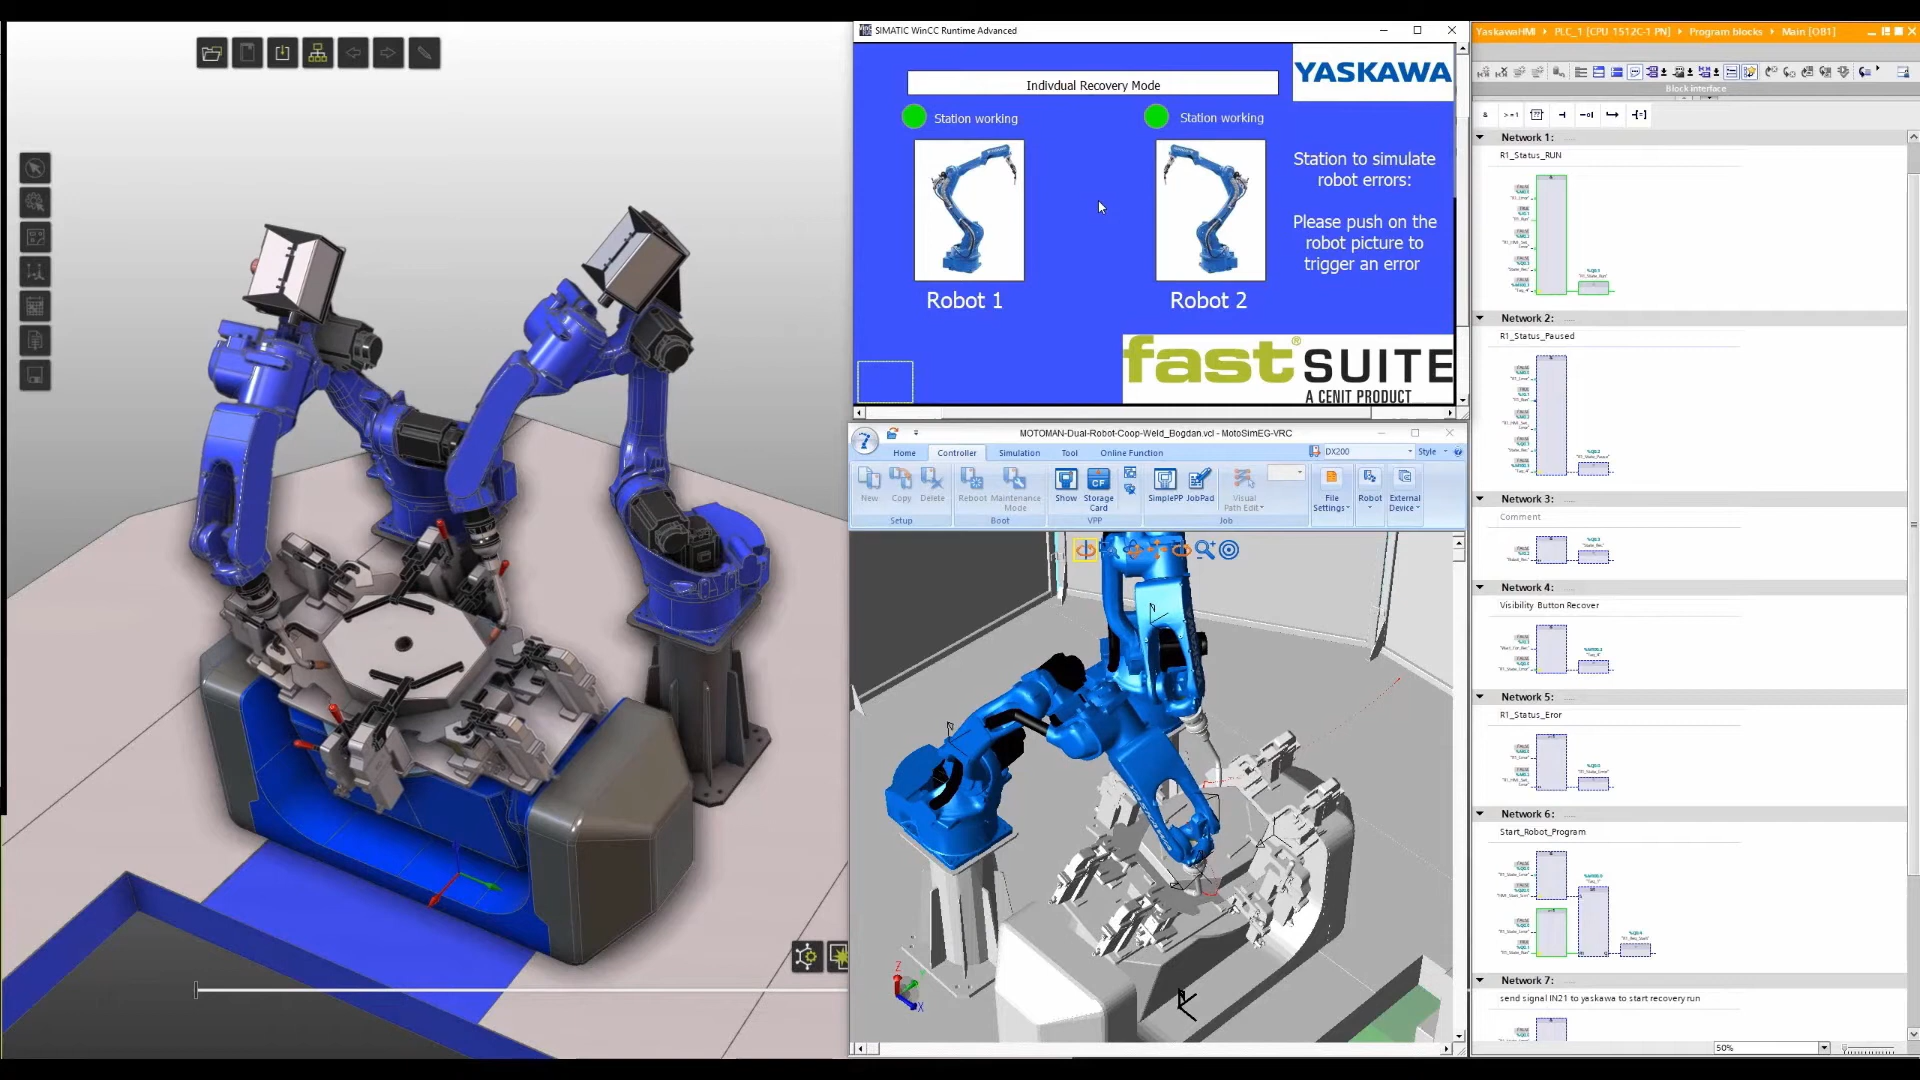 SIMATIC WinCC Runtime Advanced
Indivdual Recovery Mode
YASKAWA
Station working
Station working
Station to simulate
robot errors:
Please push on the
robot picture to
trigger an error
Robot 1
Robot 2
fast® SUITE
A CENIT PRODUCT
MOTOMAN-Dual-Robot-Coop-Weld_Bogdan.vcl - MotoSimEG-VRC
Home
Controller
Simulation
Tool
Online Function
DX200
Style
New
Copy
Delete
Reboot
Maintenance
Mode
Show
Storage
Card
SimplePP
JobPad
Visual
Path Edit
File
Settings
Robot
External
Device
Setup
Boot
VPP
Job
Z
X
YaskawaHMI
PLC_1 [CPU 1512C-1 PN]
Program blocks
Main [OB1]
Block interface
Network 1:
R1_Status_RUN
Network 2:
R1_Status_Paused
Network 3:
Comment
Network 4:
Visibility Button Recover
Network 5:
R1_Status_Eror
Network 6:
Start_Robot_Program
Network 7:
send signal IN21 to yaskawa to start recovery run
50%